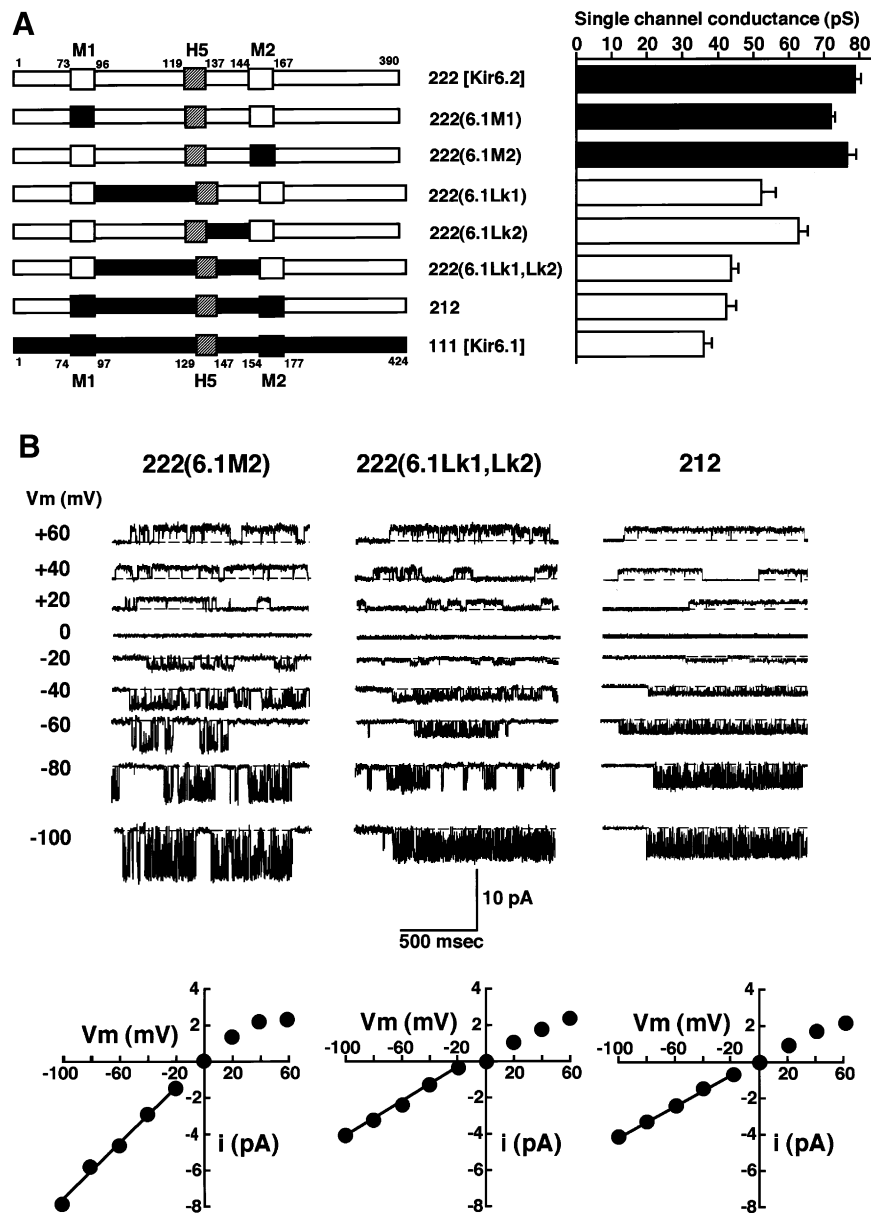 A
Single channel conductance (pS)
0 10 20 30 40 50 60 70 80
M1 H5 M2
1 73 96 119 137 144 167 390
222 [Kir6.2]
222(6.1M1)
222(6.1M2)
222(6.1Lk1)
222(6.1Lk2)
222(6.1Lk1,Lk2)
212
111 [Kir6.1]
1 74 97 129 147 154 177 424
M1 H5 M2
B
222(6.1M2) 222(6.1Lk1,Lk2) 212
Vm (mV)
+60
+40
+20
0
-20
-40
-60
-80
-100
10 pA
500 msec
4
2
Vm (mV)
-100 -60 -20 20 60
-2
-4
-6
-8
i (pA)
4
2
Vm (mV)
-100 -60 -20 20 60
-2
-4
-6
-8
i (pA)
4
2
Vm (mV)
-100 -60 -20 20 60
-2
-4
-6
-8
i (pA)